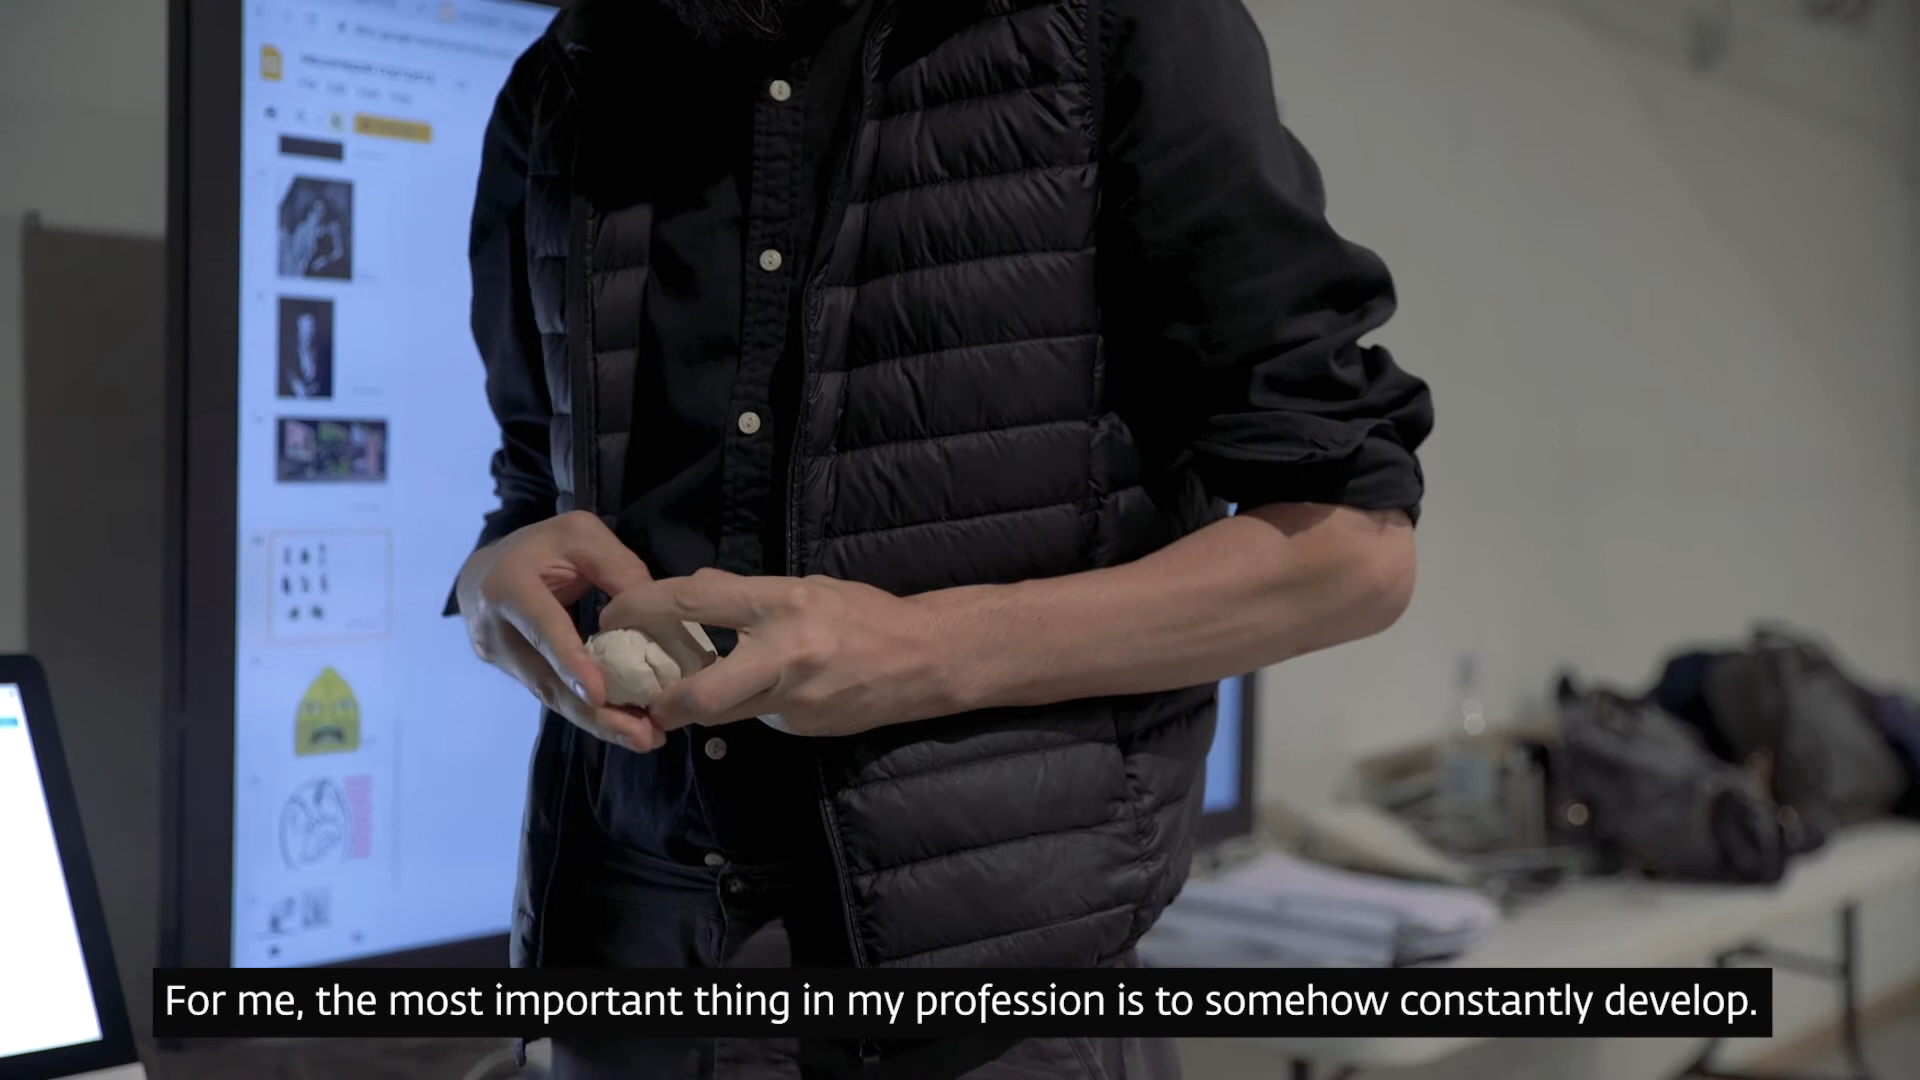 For me, the most important thing in my profession is to somehow constantly develop.